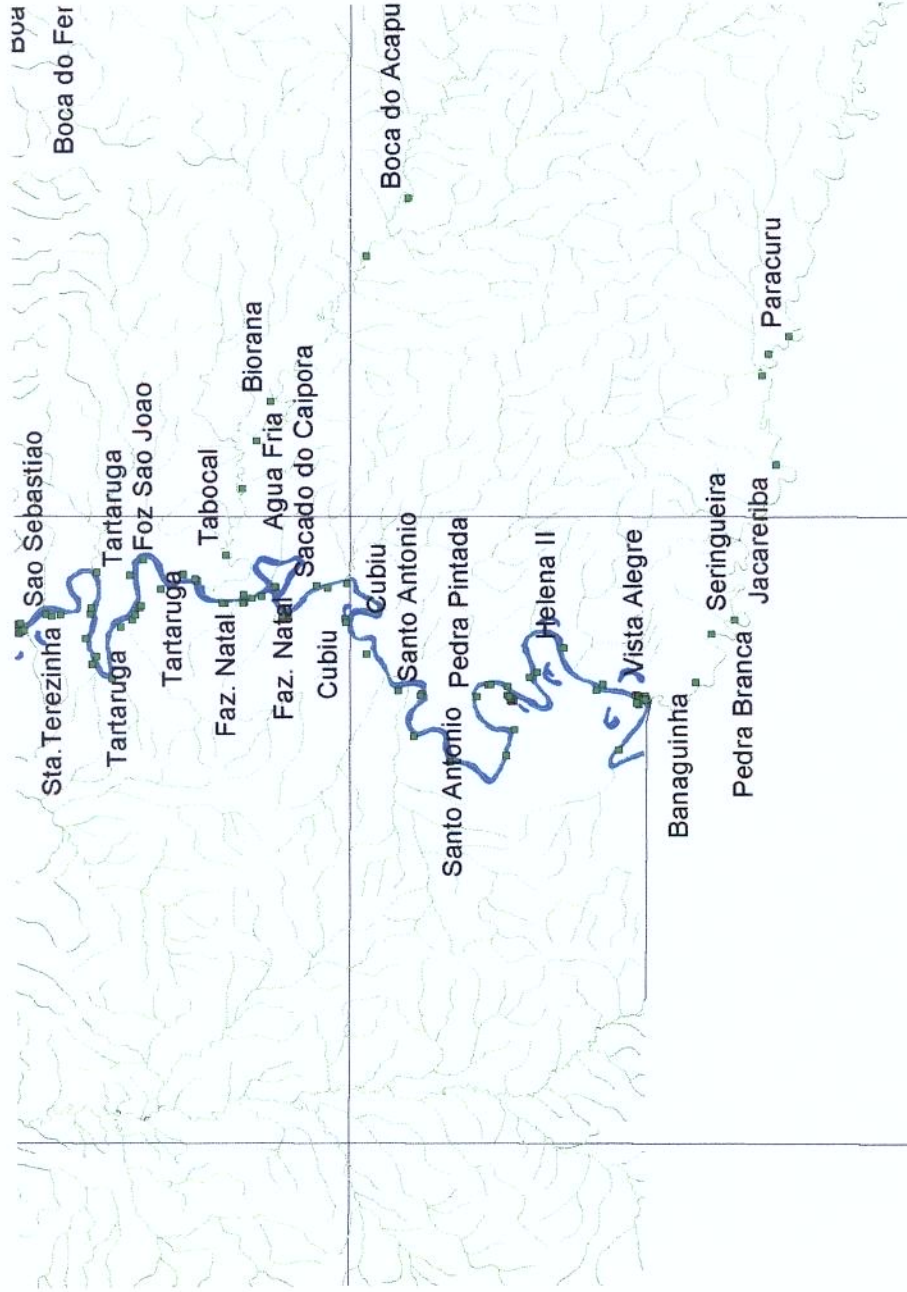 Boa
Boca do Fer
Sao Sebastiao
Sta.Terezinha
Tartaruga
Foz Sao Joao
Tartaruga
Tartaruga
Tabocal
Biorana
Faz. Natal
Agua Fria
Sacado do Caipora
Faz. Natal
Cubiu
Cubiu
Boca do Acapu
Santo Antonio
Pedra Pintada
Santo Antonio
Helena II
Vista Alegre
Banaguinha
Seringueira
Pedra Branca
Jacareriba
Paracuru